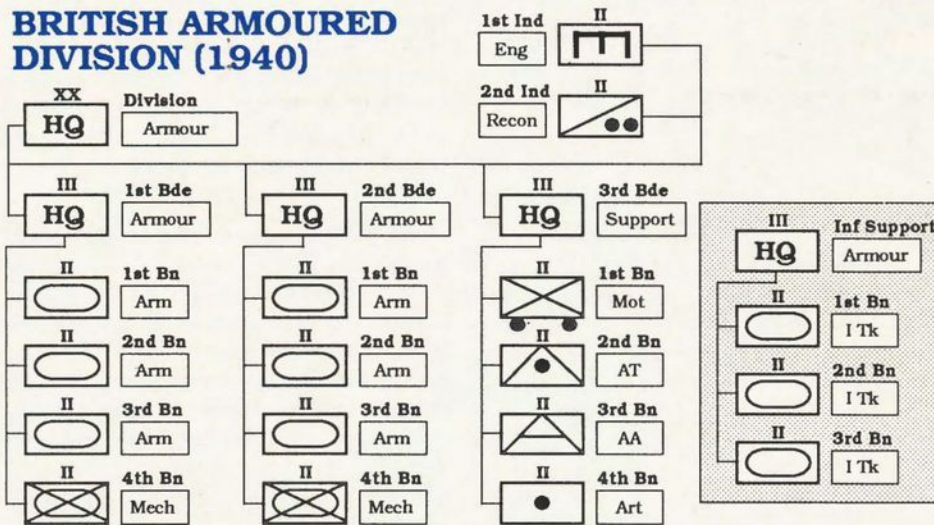 BRITISH ARMOURED
DIVISION (1940)
XX
HQ
Division
Armour
1st Ind
Eng
II
2nd Ind
Recon
II
III
HQ
1st Bde
Armour
II
1st Bn
Arm
II
2nd Bn
Arm
II
3rd Bn
Arm
II
4th Bn
Mech
III
HQ
2nd Bde
Armour
II
1st Bn
Arm
II
2nd Bn
Arm
II
3rd Bn
Arm
II
4th Bn
Mech
III
HQ
3rd Bde
Support
II
1st Bn
Mot
II
2nd Bn
AT
II
3rd Bn
AA
II
4th Bn
Art
III
HQ
Inf Support
Armour
II
1st Bn
I Tk
II
2nd Bn
I Tk
II
3rd Bn
I Tk